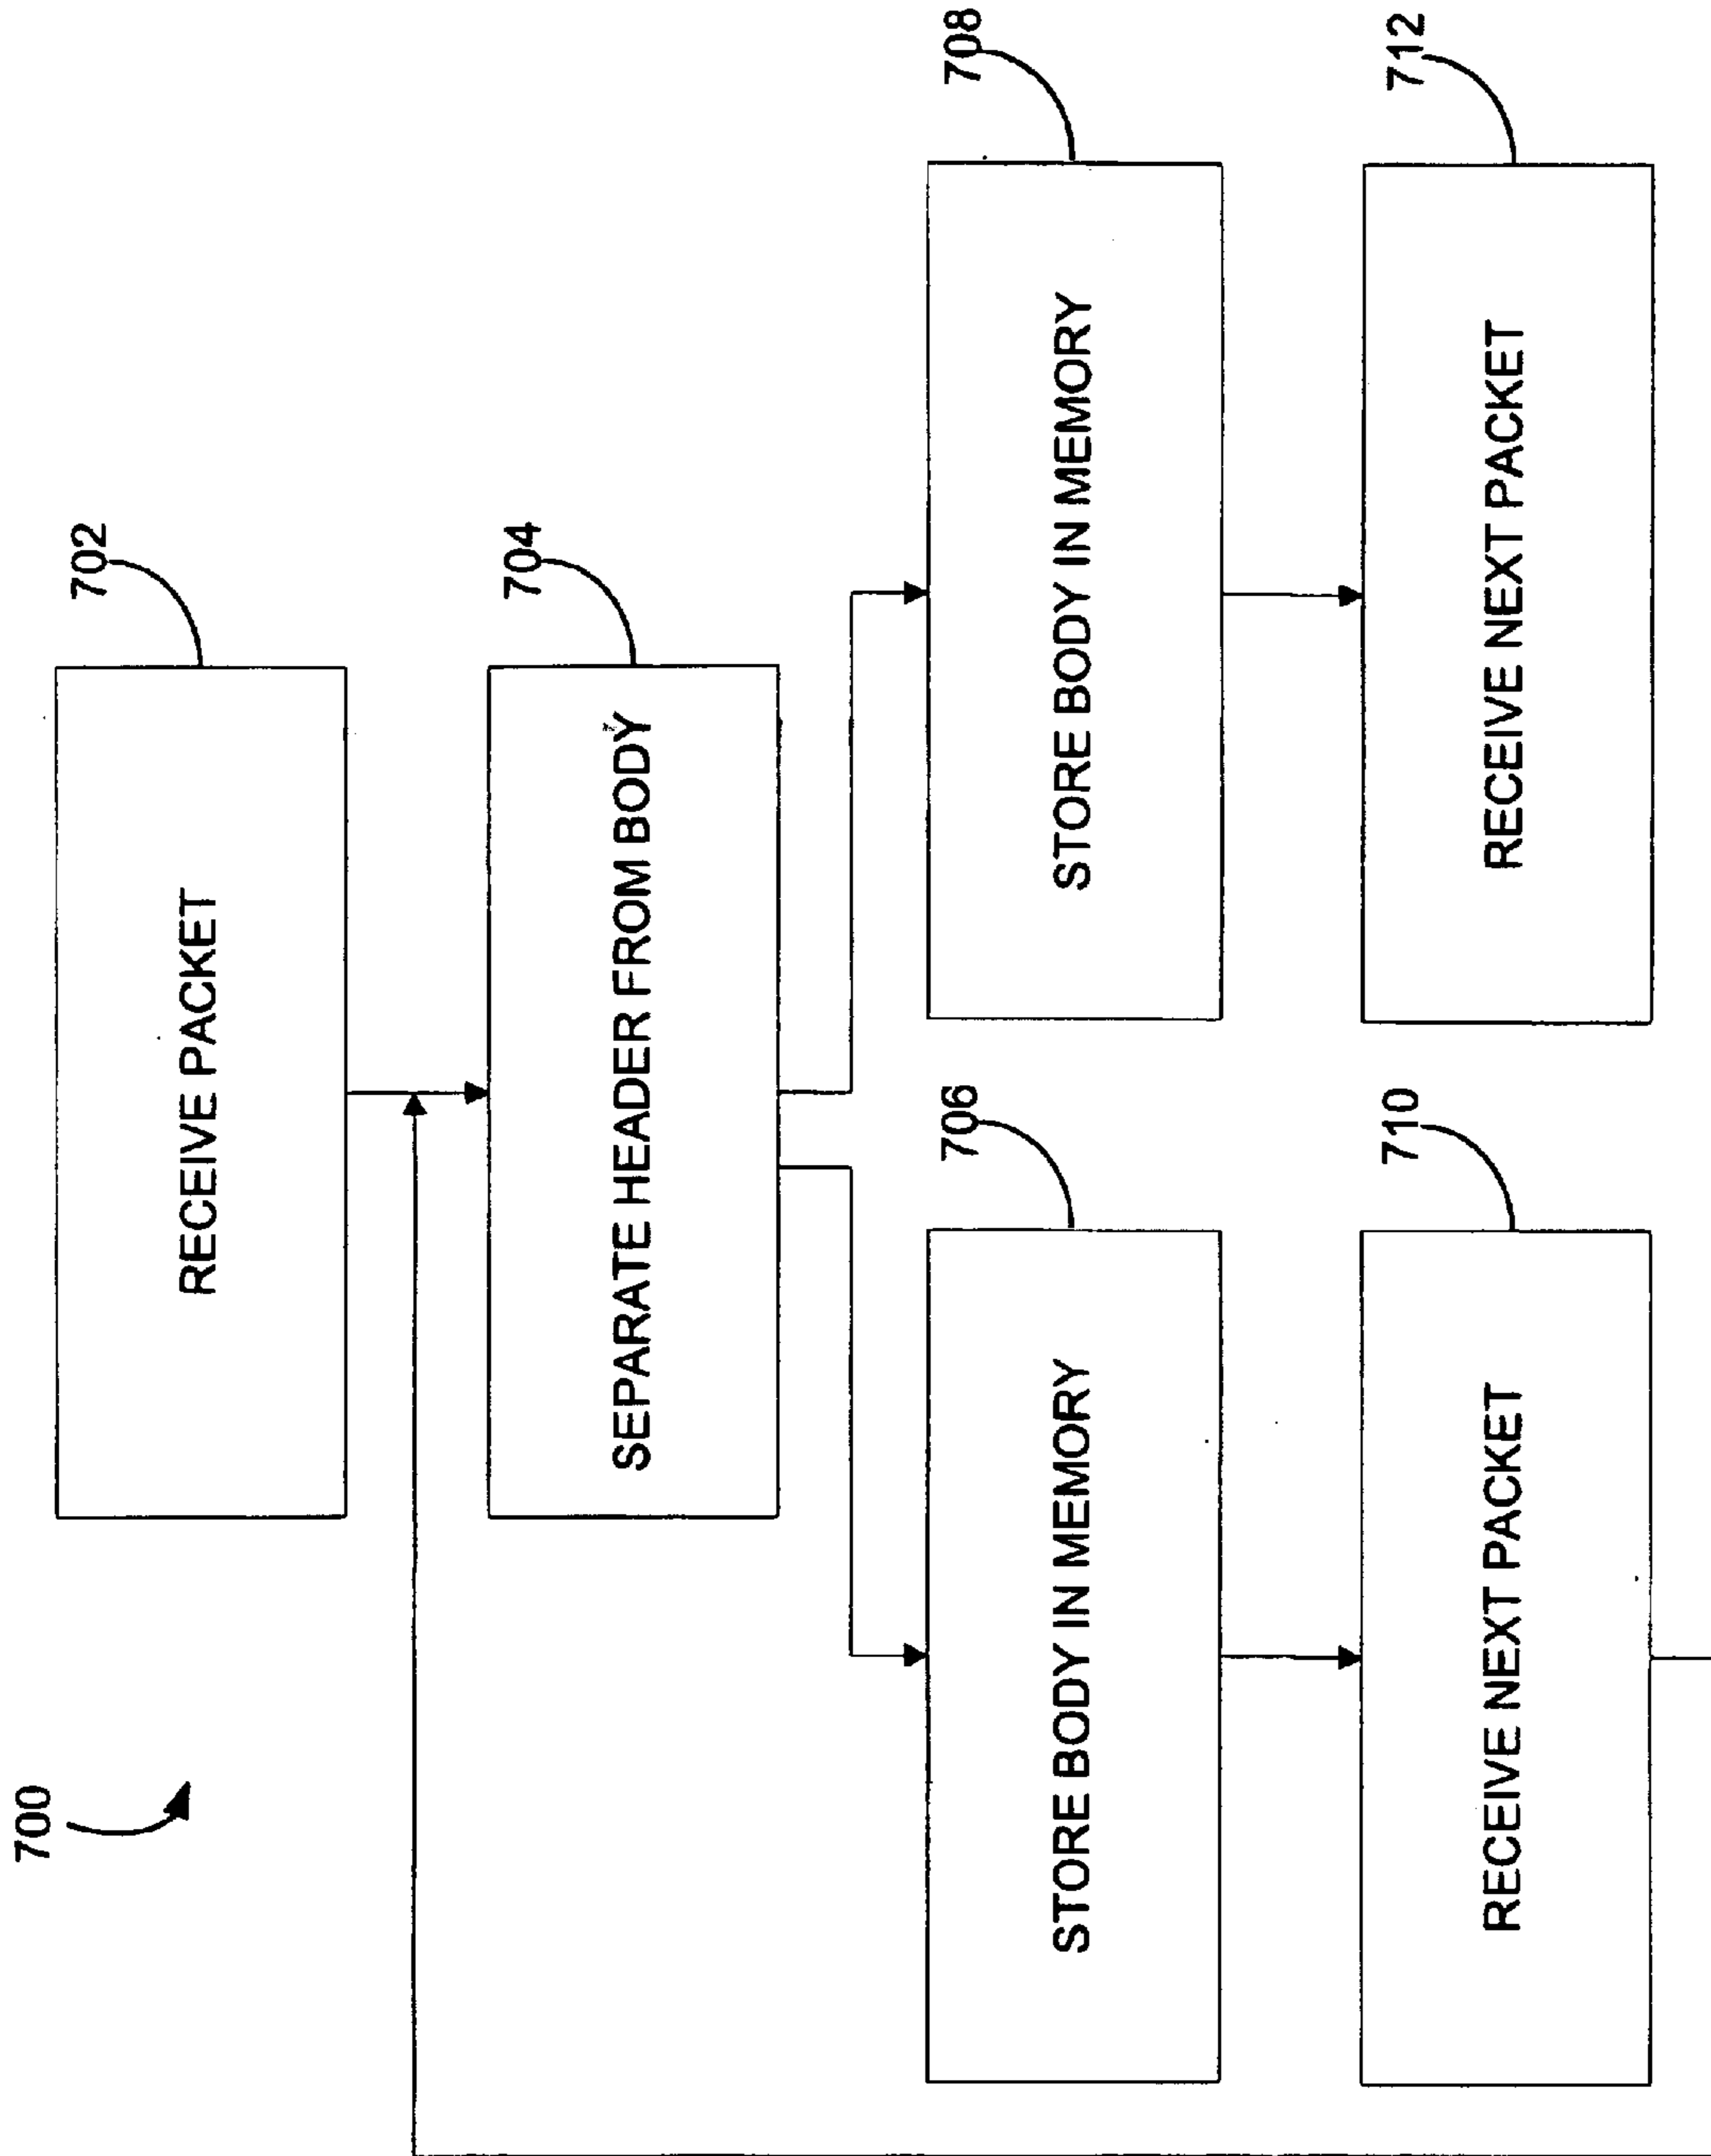 700
702
RECEIVE PACKET
704
SEPARATE HEADER FROM BODY
706
STORE BODY IN MEMORY
708
STORE BODY IN MEMORY
710
RECEIVE NEXT PACKET
712
RECEIVE NEXT PACKET